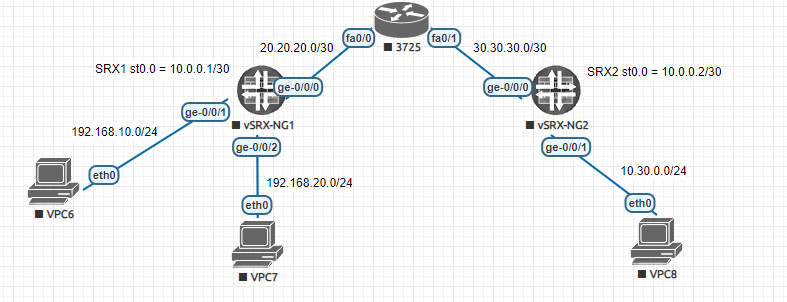 fa0/0
fa0/1
3725
20.20.20.0/30
30.30.30.0/30
SRX1 st0.0 = 10.0.0.1/30
SRX2 st0.0 = 10.0.0.2/30
ge-0/0/0
ge-0/0/0
ge-0/0/1
vSRX-NG1
vSRX-NG2
192.168.10.0/24
ge-0/0/2
ge-0/0/1
eth0
192.168.20.0/24
10.30.0.0/24
VPC6
eth0
eth0
VPC7
VPC8